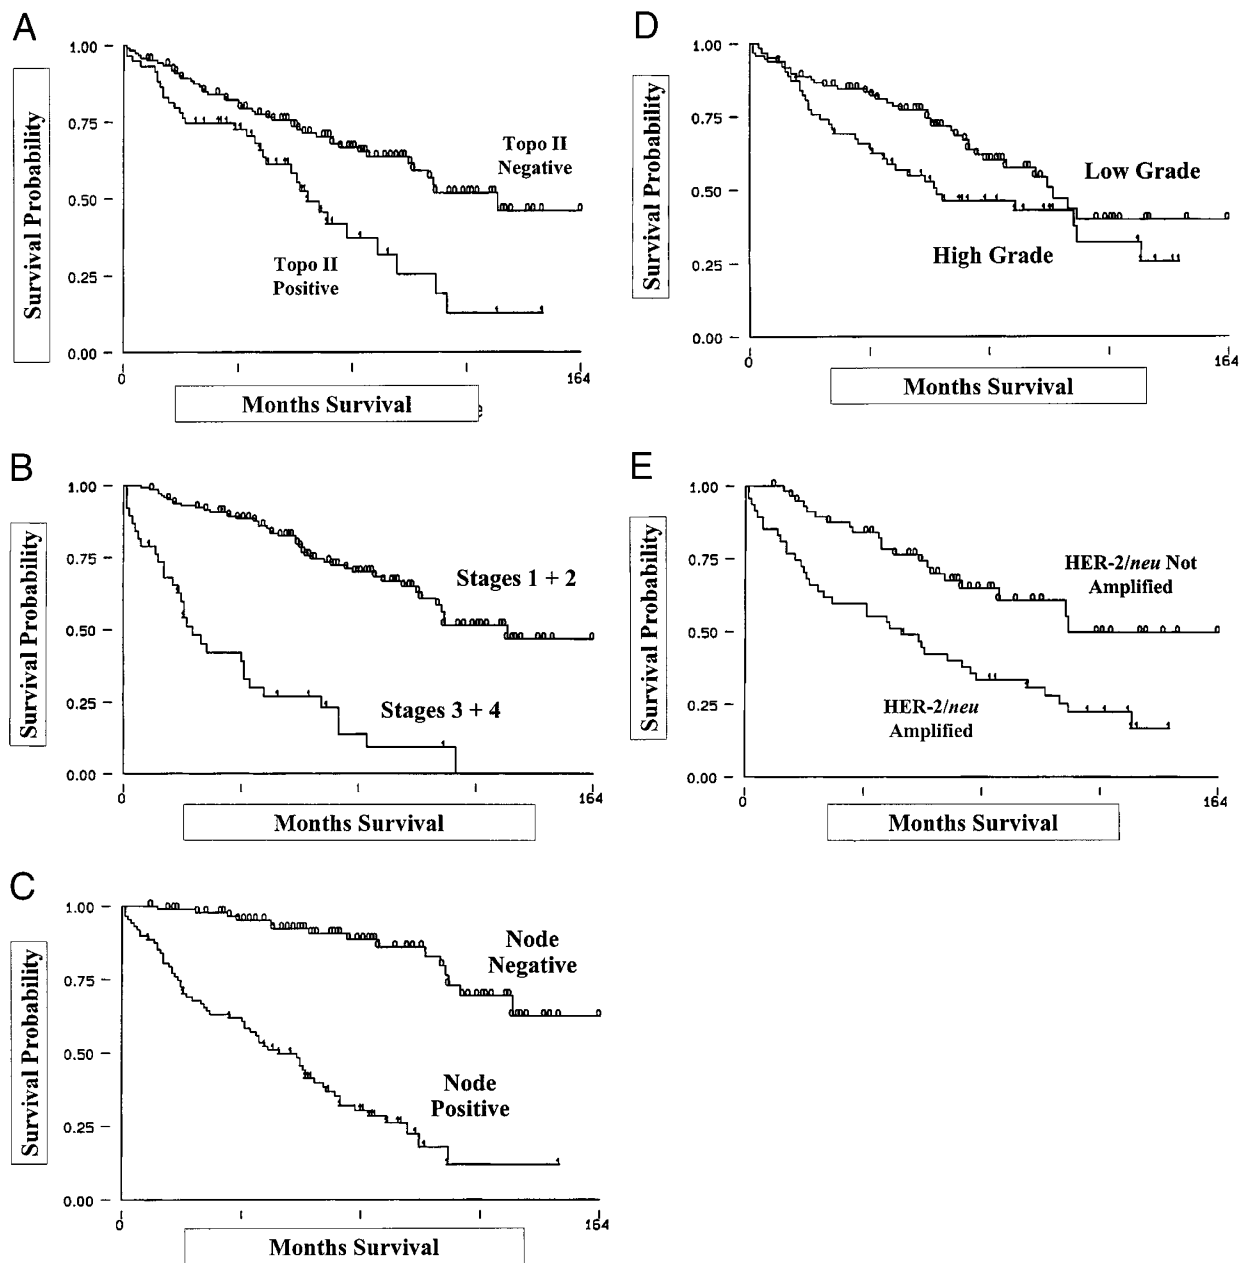 A
1.00
0.75
0.50
0.25
0.00
Survival Probability
Topo II
Negative
Topo II
Positive
0
164
Months Survival
B
1.00
0.75
0.50
0.25
0.00
Survival Probability
Stages 1 + 2
Stages 3 + 4
0
164
Months Survival
C
1.00
0.75
0.50
0.25
0.00
Survival Probability
Node
Negative
Node
Positive
0
164
Months Survival
D
1.00
0.75
0.50
0.25
0.00
Survival Probability
Low Grade
High Grade
0
164
Months Survival
E
1.00
0.75
0.50
0.25
0.00
Survival Probability
HER-2/neu Not
Amplified
HER-2/neu
Amplified
0
164
Months Survival